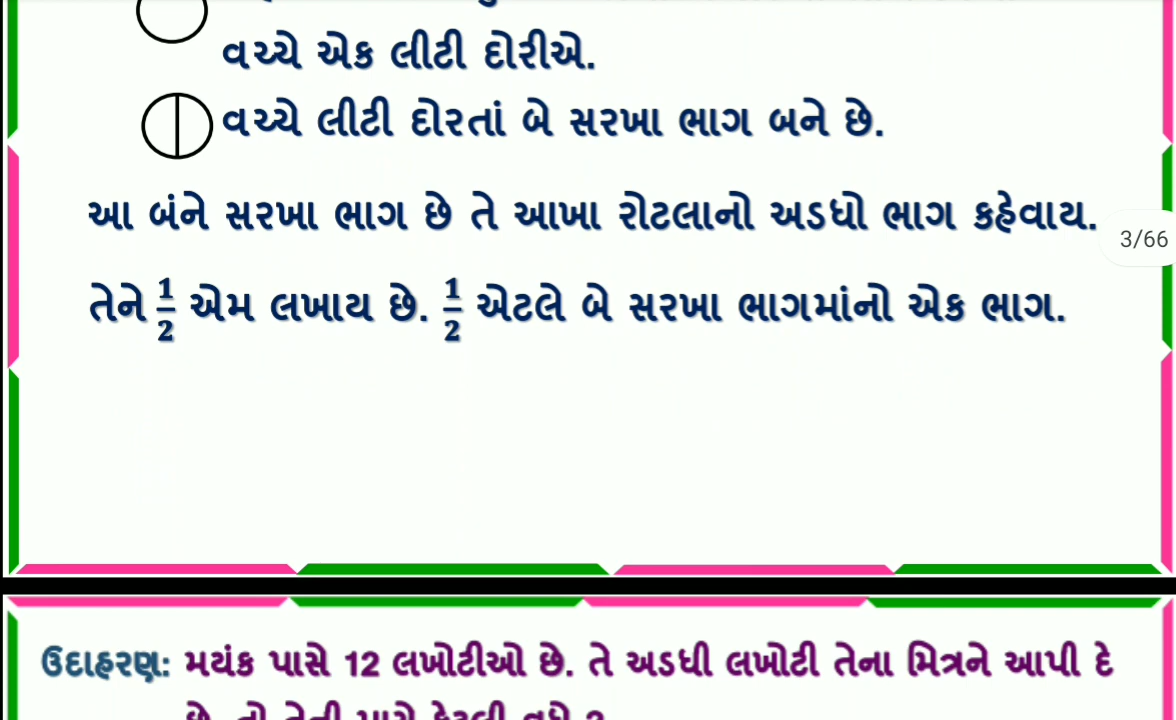 વચ્ચે એક લીટી દોરીએ.
વચ્ચે લીટી દોરતાં બે સરખા ભાગ બને છે.
આ બંને સરખા ભાગ છે તે આખા રોટલાનો અડધો ભાગ કહેવાય.
3/66
તેને 1/2 એમ લખાય છે. 1/2 એટલે બે સરખા ભાગમાંનો એક ભાગ.
ઉદાહરણ: મયંક પાસે 12 લખોટીઓ છે. તે અડધી લખોટી તેના મિત્રને આપી દે